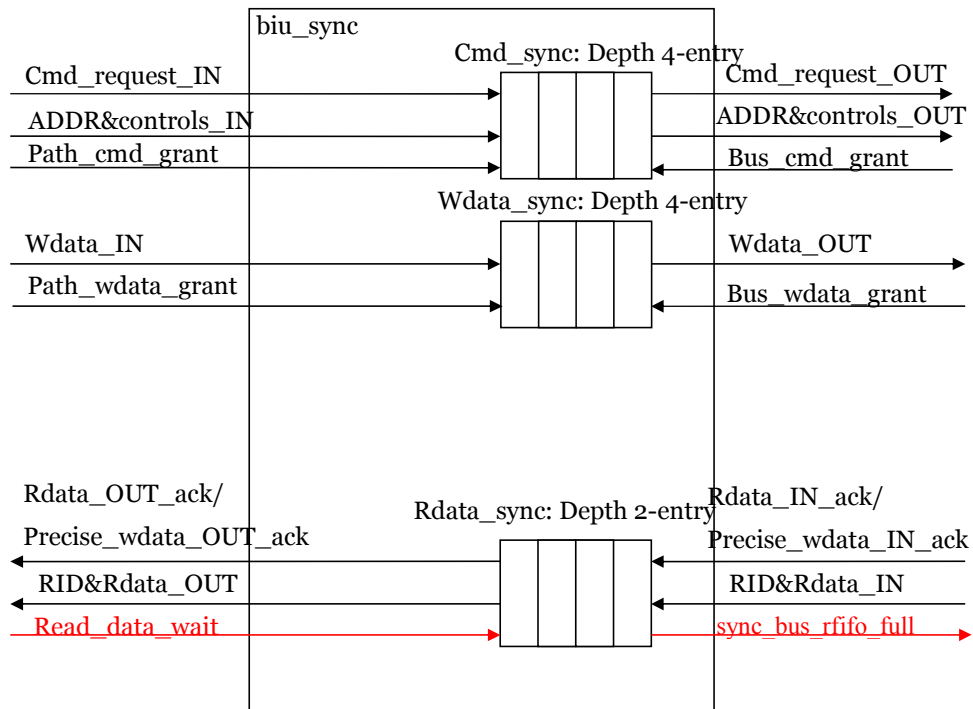 biu_sync
Cmd_sync: Depth 4-entry
Cmd_request_IN
Cmd_request_OUT
ADDR&controls_IN
ADDR&controls_OUT
Path_cmd_grant
Bus_cmd_grant
Wdata_sync: Depth 4-entry
Wdata_IN
Wdata_OUT
Path_wdata_grant
Bus_wdata_grant
Rdata_OUT_ack/
Precise_wdata_OUT_ack
Rdata_sync: Depth 2-entry
Rdata_IN_ack/
Precise_wdata_IN_ack
RID&Rdata_OUT
RID&Rdata_IN
Read_data_wait
sync_bus_rfifo_full